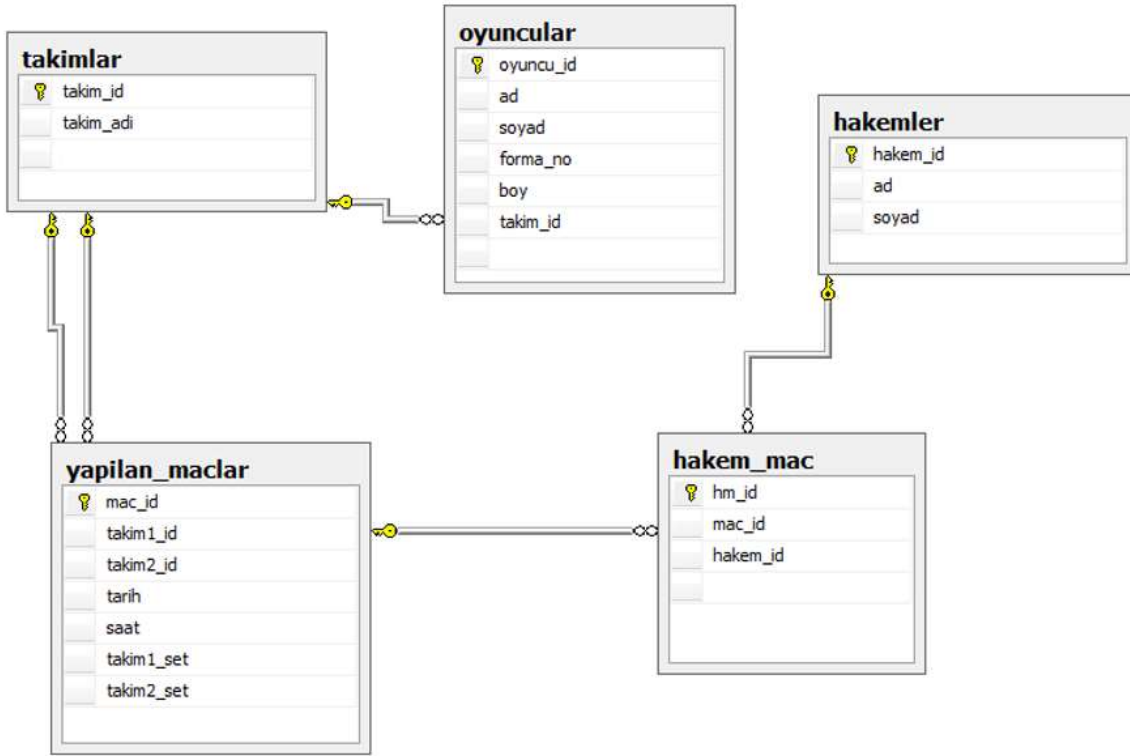 takimlar
takim_id
takim_adi
oyuncular
oyuncu_id
ad
soyad
forma_no
boy
takim_id
hakemler
hakem_id
ad
soyad
yapilan_maclar
mac_id
takim1_id
takim2_id
tarih
saat
takim1_set
takim2_set
hakem_mac
hm_id
mac_id
hakem_id